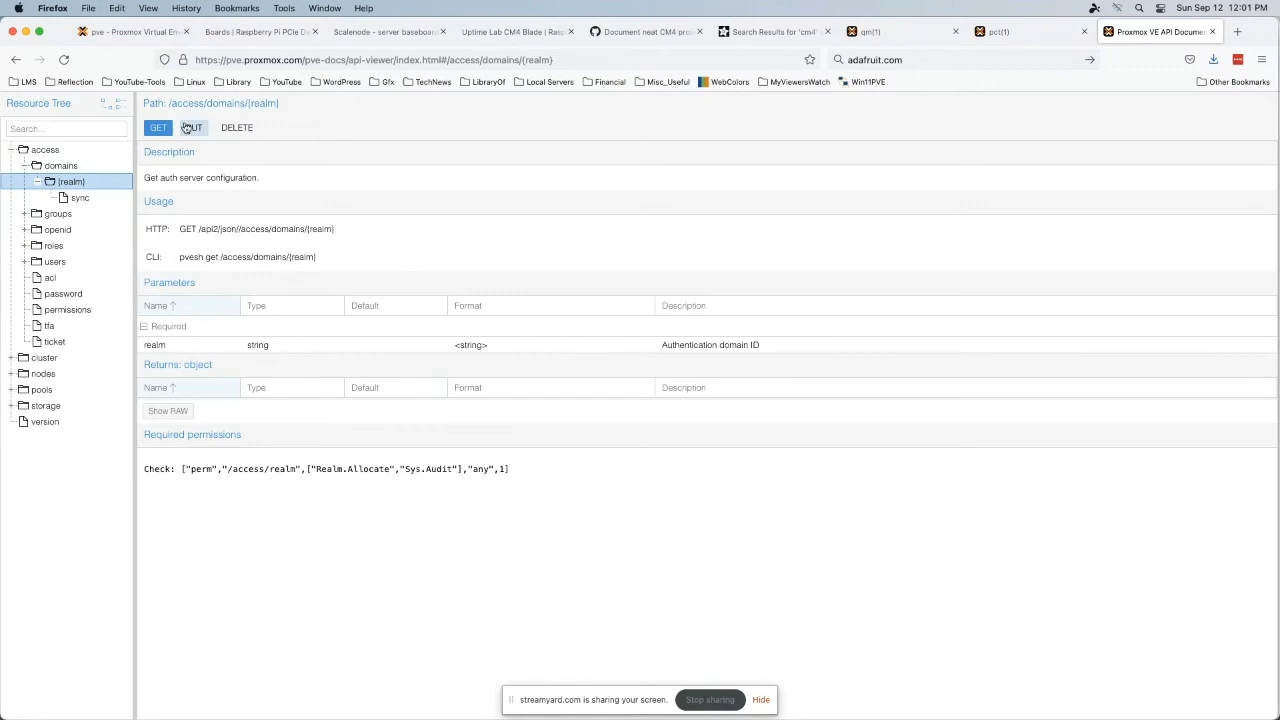 Firefox File Edit View History Bookmarks Tools Window Help Sun Sep 12 12:01 PM
pve - Proxmox Virtual Env Boards | Raspberry Pi PCIe Da Scalenode - server baseboard Uptime Lab CM4 Blade | Raspb Document neat CM4 proj Search Results for 'cm4' qm(1) pct(1) Proxmox VE API Documen
https://pve.proxmox.com/pve-docs/api-viewer/index.html#/access/domains/{realm} adafruit.com
LMS Reflection YouTube-Tools Linux Library YouTube WordPress Gfx TechNews LibraryOf Local Servers Financial Misc_Useful WebColors MyViewersWatch Win11PVE Other Bookmarks
Resource Tree
Search...
access
domains
{realm}
sync
groups
openid
roles
users
acl
password
permissions
tfa
ticket
cluster
nodes
pools
storage
version
Path: /access/domains/{realm}
GET DELETE
Description
Get auth server configuration.
Usage
HTTP: GET /api2/json//access/domains/{realm}
CLI: pvesh get /access/domains/{realm}
Parameters
Name ↑ Type Default Format Description
Required
realm string <string> Authentication domain ID
Returns: object
Name ↑ Type Default Format Description
Show RAW
Required permissions
Check: ["perm","/access/realm",["Realm.Allocate","Sys.Audit"],"any",1]
streamyard.com is sharing your screen. Stop sharing Hide